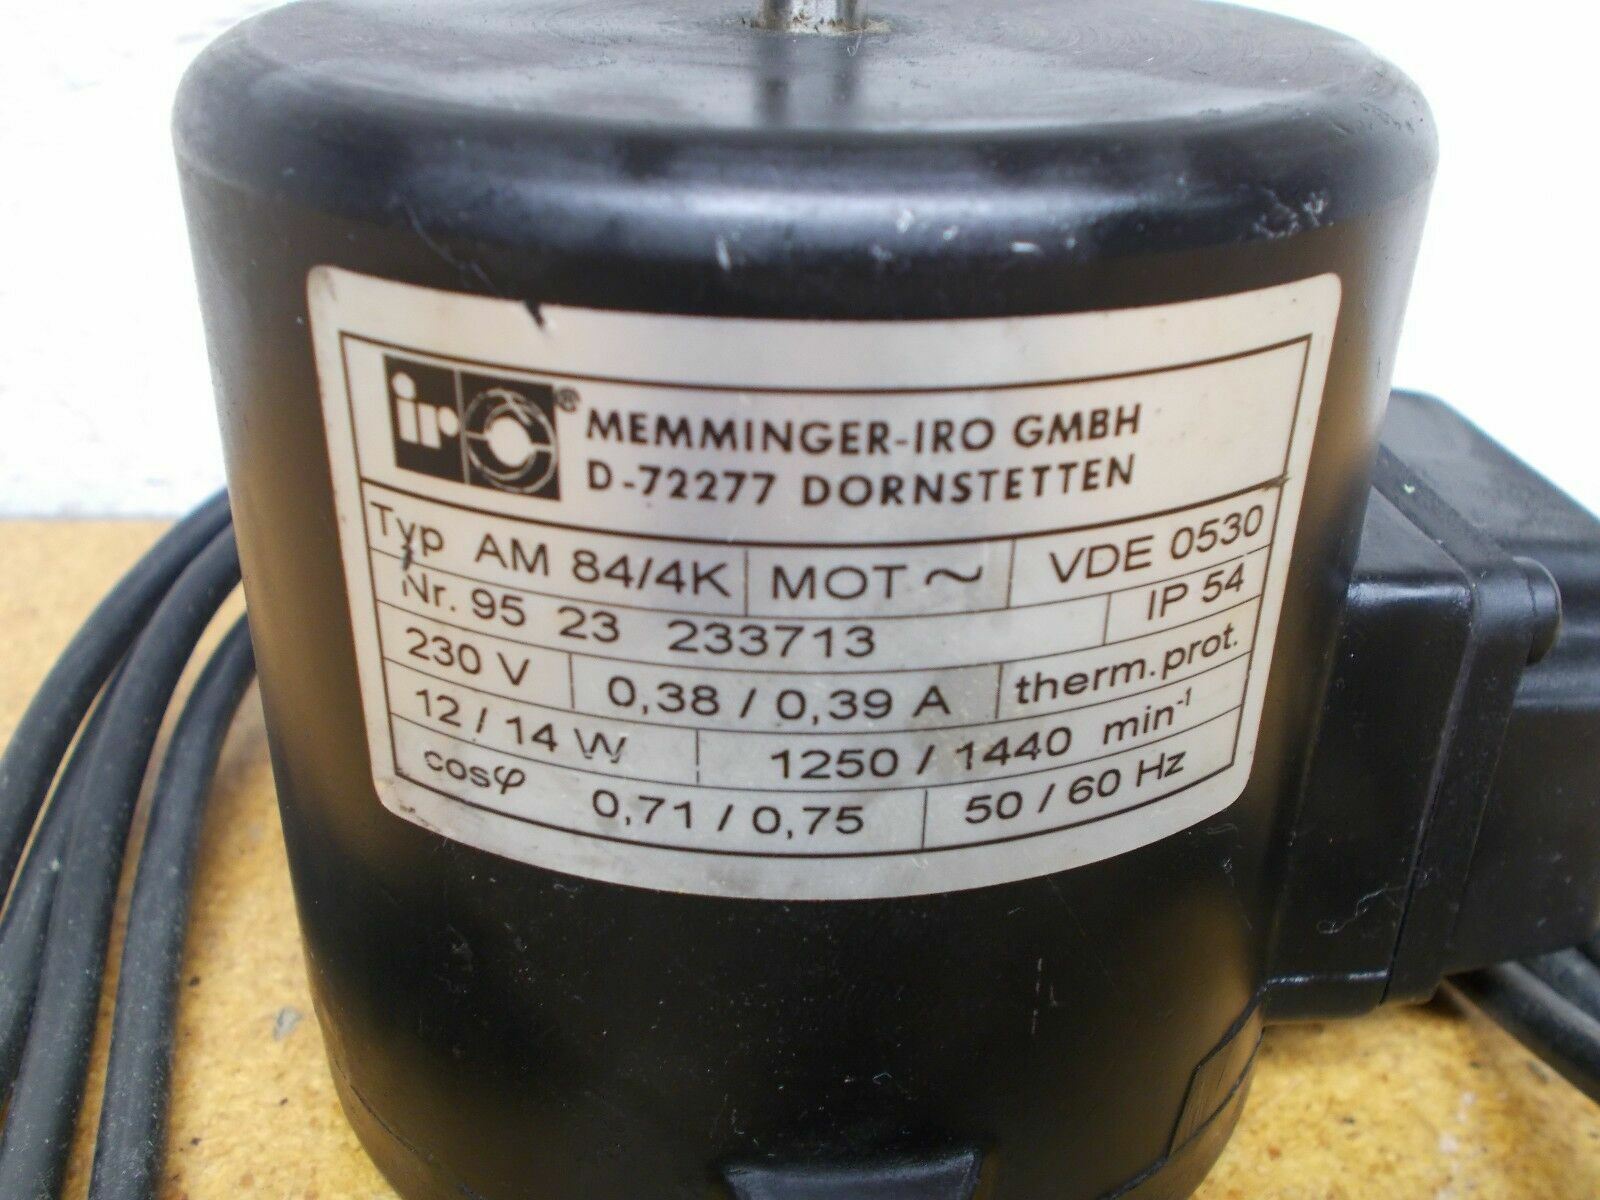 iro ® MEMMINGER-IRO GMBH
D-72277 DORNSTETTEN
Typ AM 84/4K MOT ~ VDE 0530
Nr. 95 23 233713 IP 54
230 V 0,38 / 0,39 A therm.prot.
12 / 14 W 1250 / 1440 min⁻¹
cosφ 0,71 / 0,75 50 / 60 Hz